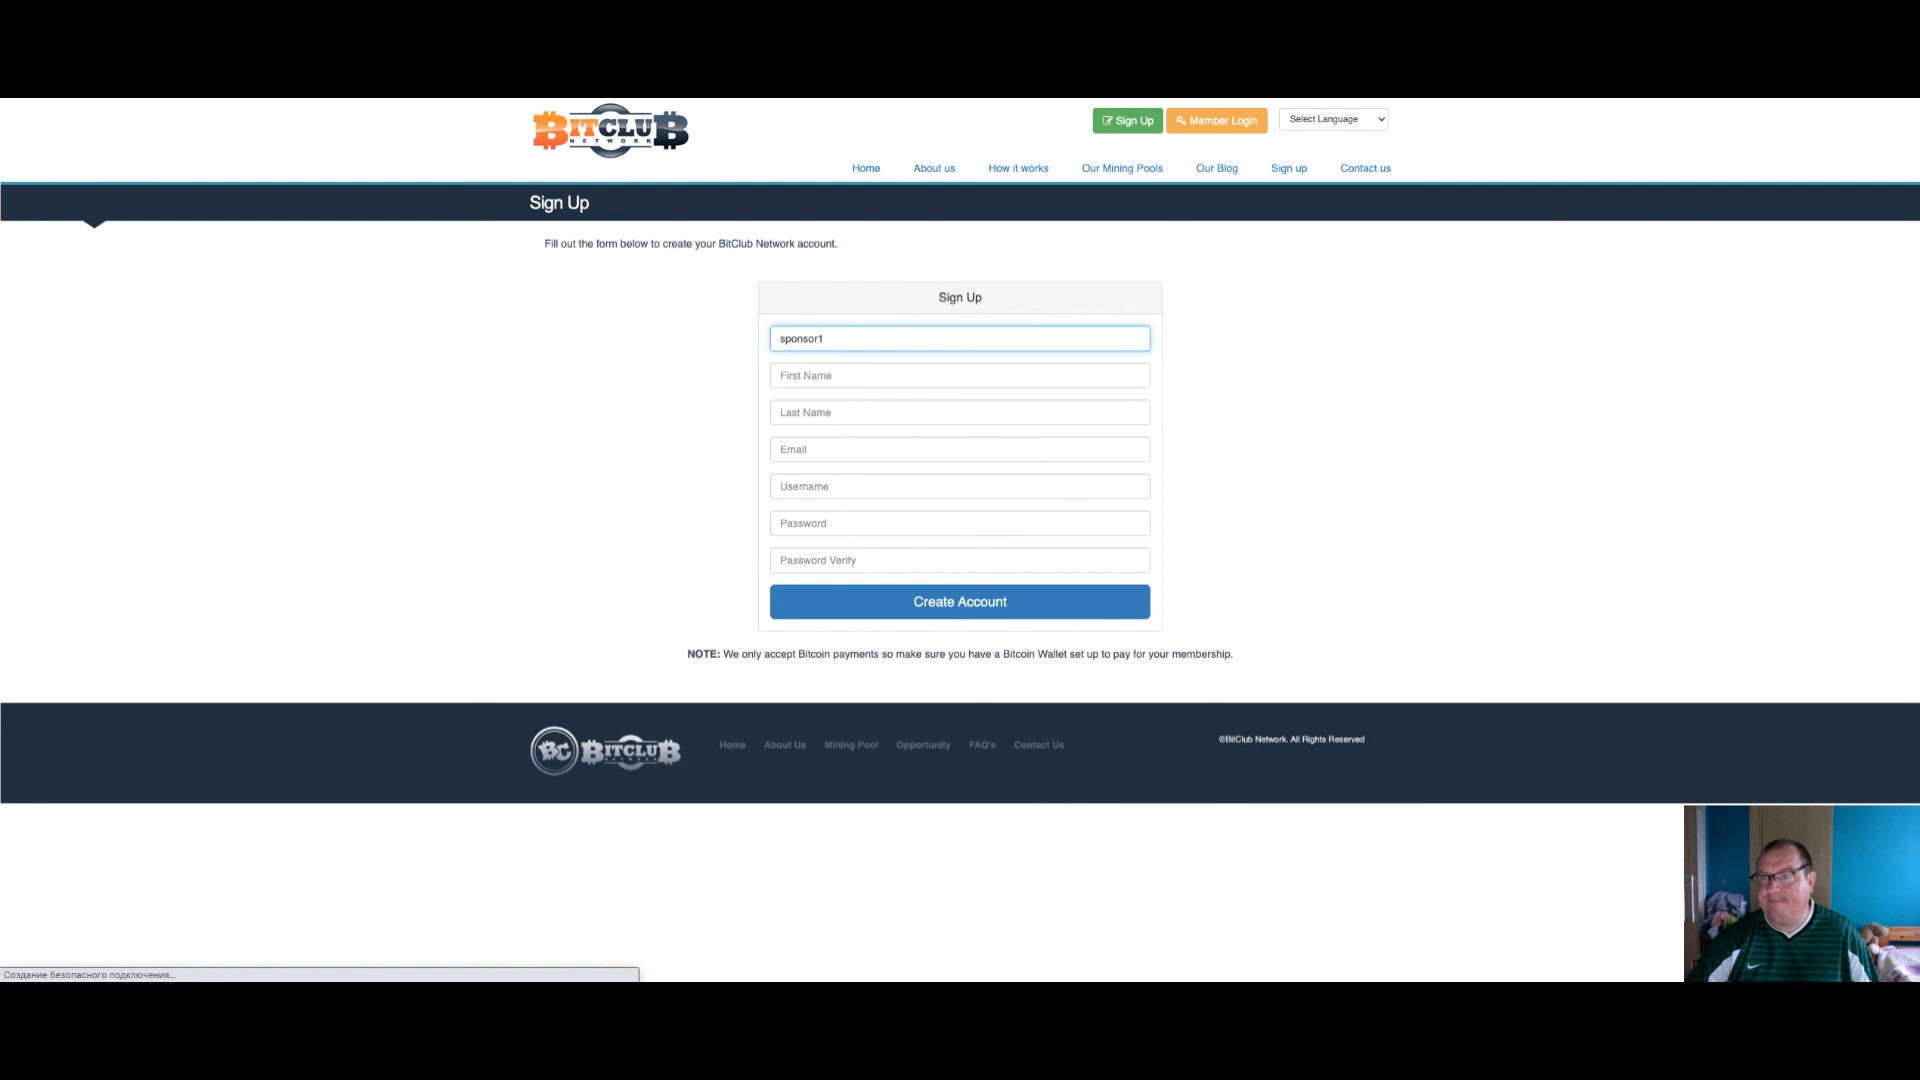 BITCLUB
NETWORK
Sign Up
Member Login
Select Language
Home
About us
How it works
Our Mining Pools
Our Blog
Sign up
Contact us
Sign Up
Fill out the form below to create your BitClub Network account.
Sign Up
sponsor1
First Name
Last Name
Email
Username
Password
Password Verify
Create Account
NOTE: We only accept Bitcoin payments so make sure you have a Bitcoin Wallet set up to pay for your membership.
BC BITCLUB
NETWORK
Home
About Us
Mining Pool
Opportunity
FAQ's
Contact Us
©BitClub Network. All Rights Reserved
Создание безопасного подключения...